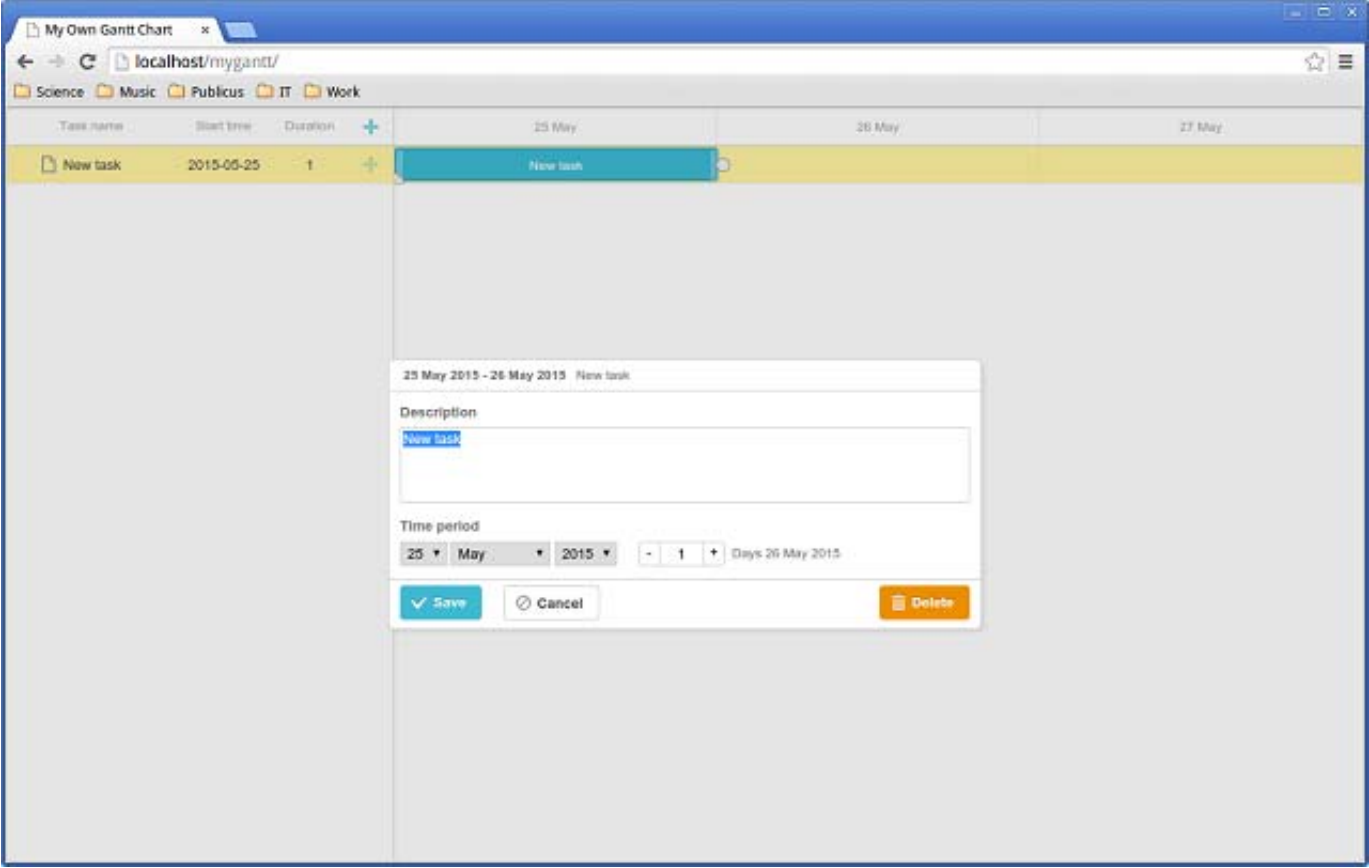 My Own Gantt Chart
localhost/mygantt/
Science Music Publicus IT Work
Task name Start time Duration 25 May 26 May 27 May
New task 2015-05-25 1 New task
25 May 2015 - 26 May 2015 New task
Description
New task
Time period
25 May 2015 - 1 + Days 26 May 2015
Save Cancel Delete